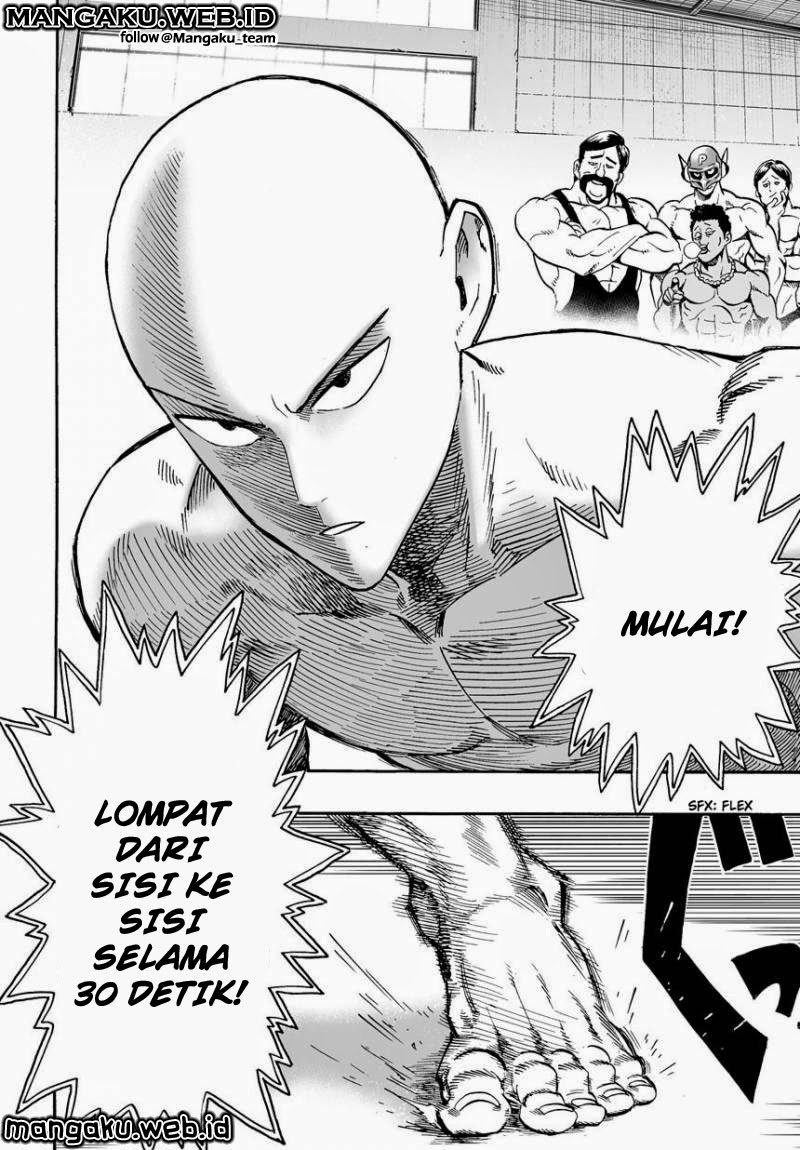 MANGAKU.WEB.ID
follow @Mangaku_team
P
MULAI!
LOMPAT
DARI
SISI KE
SISI
SELAMA
30 DETIK!
SFX: FLEX
mangaku.web.id